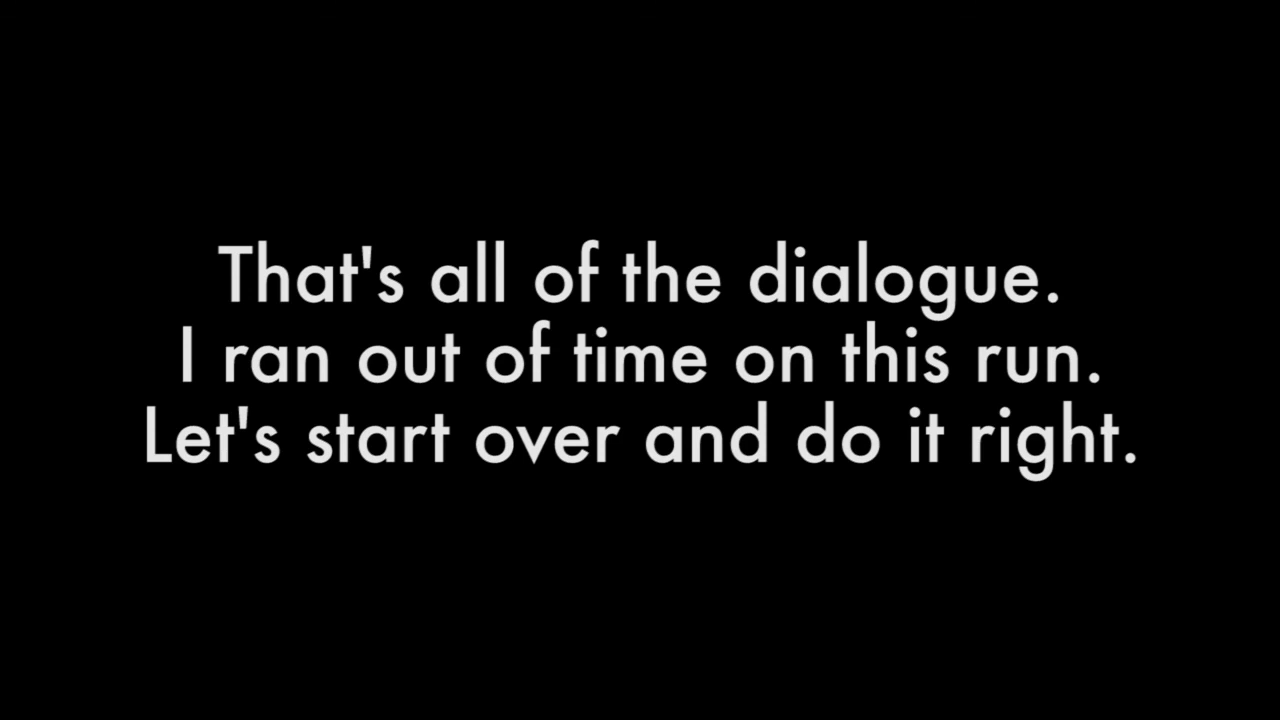 That's all of the dialogue.
I ran out of time on this run.
Let's start over and do it right.